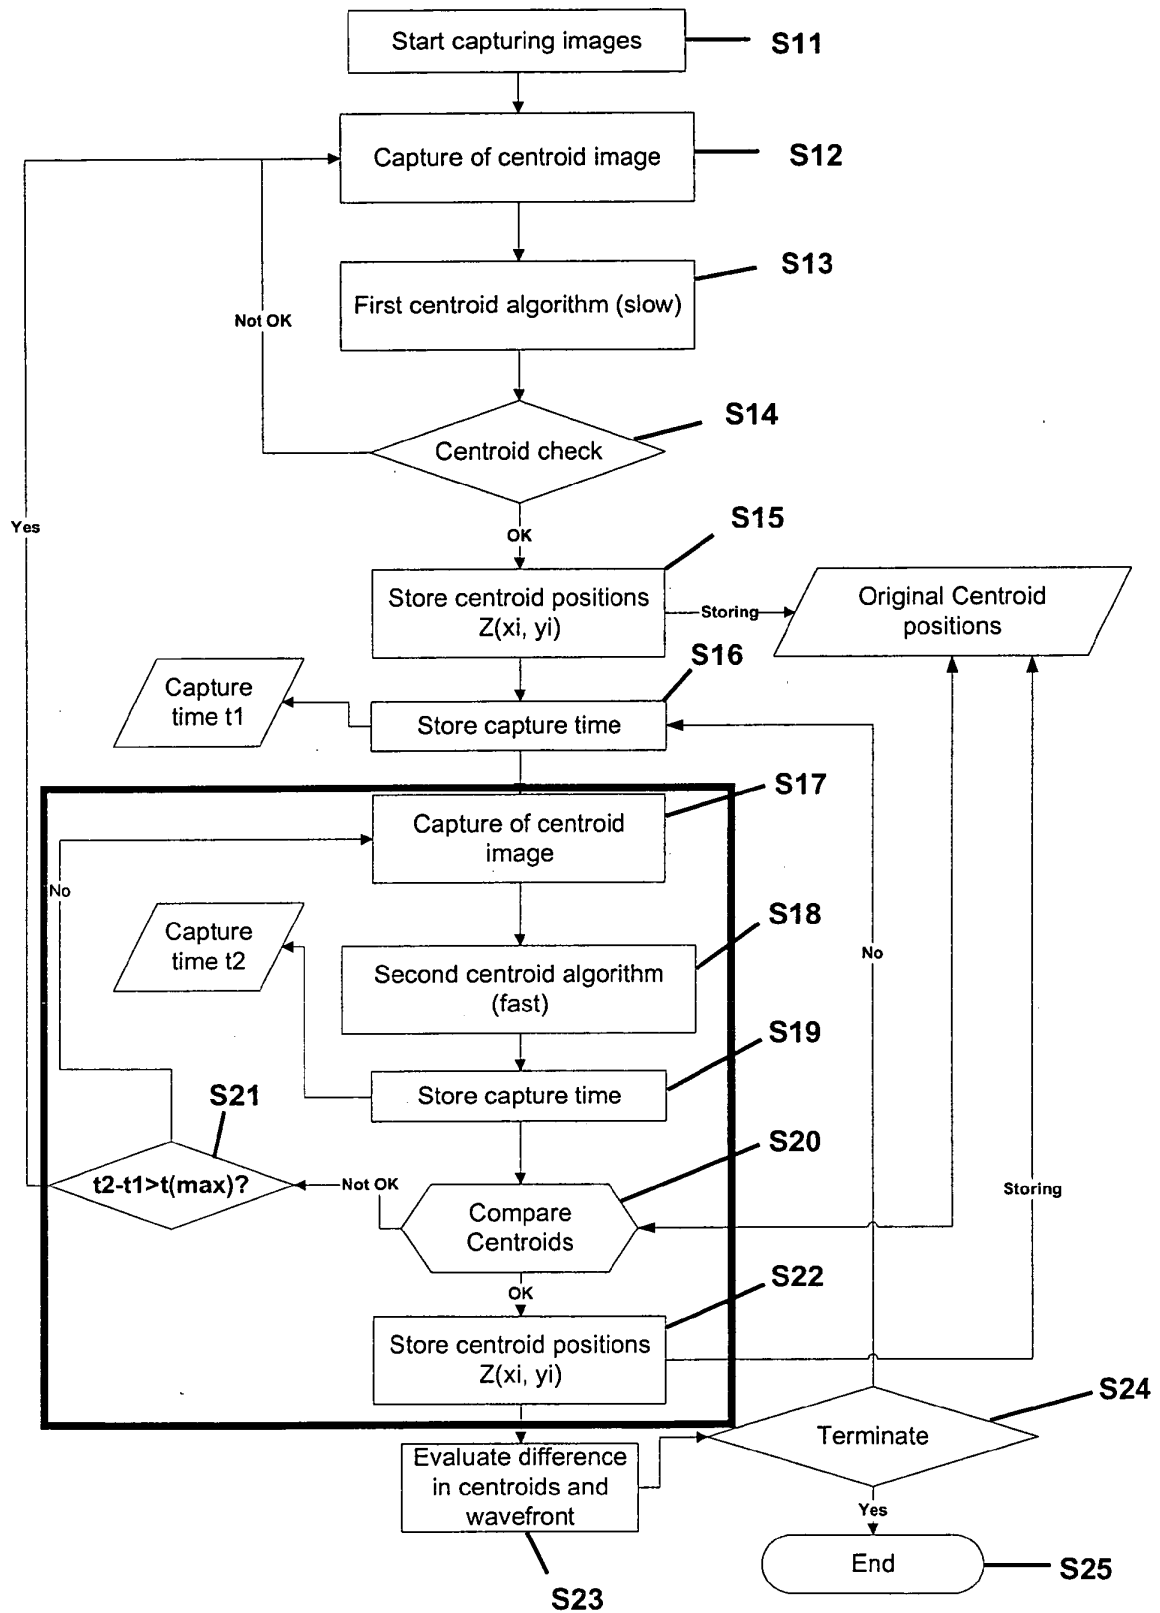 Start capturing images
S11
Capture of centroid image
S12
S13
First centroid algorithm (slow)
Not OK
S14
Centroid check
Yes
OK
S15
Store centroid positions
Z(xi, yi)
Storing
Original Centroid
positions
S16
Capture
time t1
Store capture time
S17
Capture of centroid
image
No
S18
Capture
time t2
Second centroid algorithm
(fast)
No
S19
Store capture time
S21
S20
t2-t1>t(max)?
Not OK
Compare
Centroids
Storing
OK
S22
Store centroid positions
Z(xi, yi)
S24
Terminate
Evaluate difference
in centroids and
wavefront
Yes
End
S25
S23